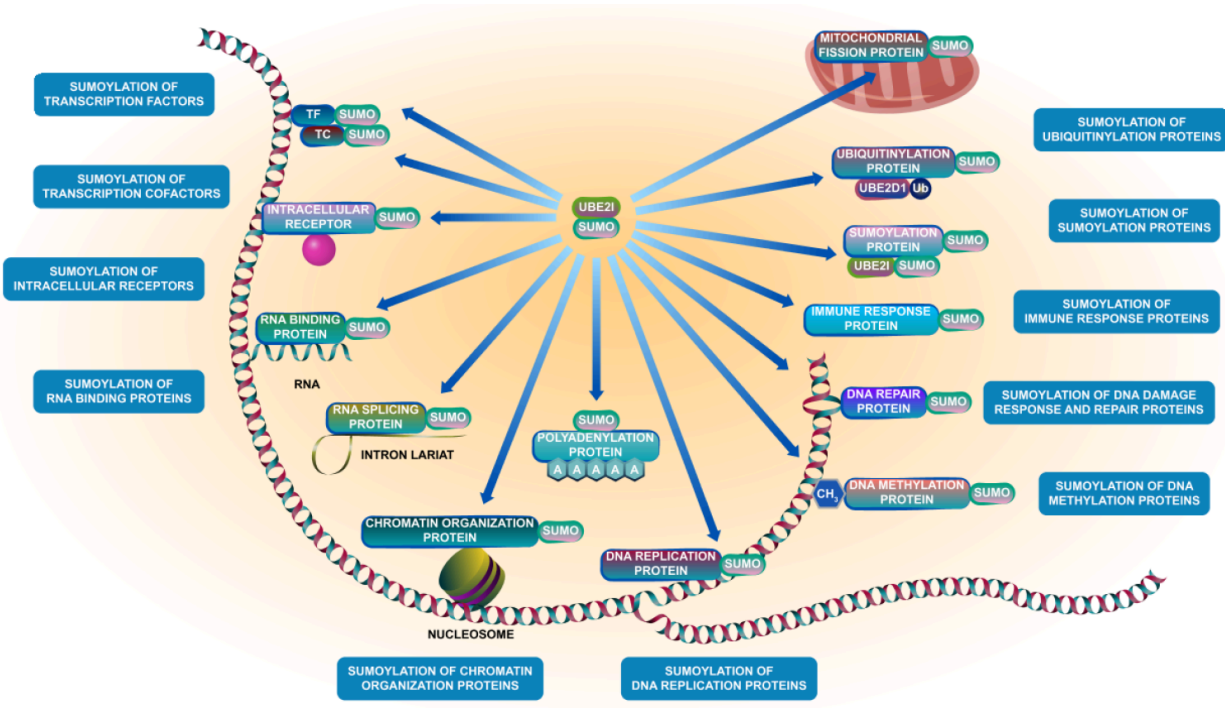 MITOCHONDRIAL
FISSION PROTEIN
SUMO
SUMOYLATION OF
TRANSCRIPTION FACTORS
TF
SUMO
TC
SUMO
SUMOYLATION OF
UBIQUITINYLATION PROTEINS
UBIQUITINYLATION
PROTEIN
SUMO
UBE2D1
Ub
SUMOYLATION OF
TRANSCRIPTION COFACTORS
INTRACELLULAR
RECEPTOR
SUMO
UBE2I
SUMO
SUMOYLATION OF
SUMOYLATION PROTEINS
SUMOYLATION
PROTEIN
SUMO
UBE2I
SUMO
SUMOYLATION OF
INTRACELLULAR RECEPTORS
SUMOYLATION OF
IMMUNE RESPONSE PROTEINS
IMMUNE RESPONSE
PROTEIN
SUMO
RNA BINDING
PROTEIN
SUMO
RNA
SUMOYLATION OF
RNA BINDING PROTEINS
DNA REPAIR
PROTEIN
SUMO
SUMOYLATION OF DNA DAMAGE
RESPONSE AND REPAIR PROTEINS
RNA SPLICING
PROTEIN
SUMO
INTRON LARIAT
SUMO
POLYADENYLATION
PROTEIN
A A A A A
CH3
DNA METHYLATION
PROTEIN
SUMO
SUMOYLATION OF DNA
METHYLATION PROTEINS
CHROMATIN ORGANIZATION
PROTEIN
SUMO
DNA REPLICATION
PROTEIN
SUMO
NUCLEOSOME
SUMOYLATION OF CHROMATIN
ORGANIZATION PROTEINS
SUMOYLATION OF
DNA REPLICATION PROTEINS